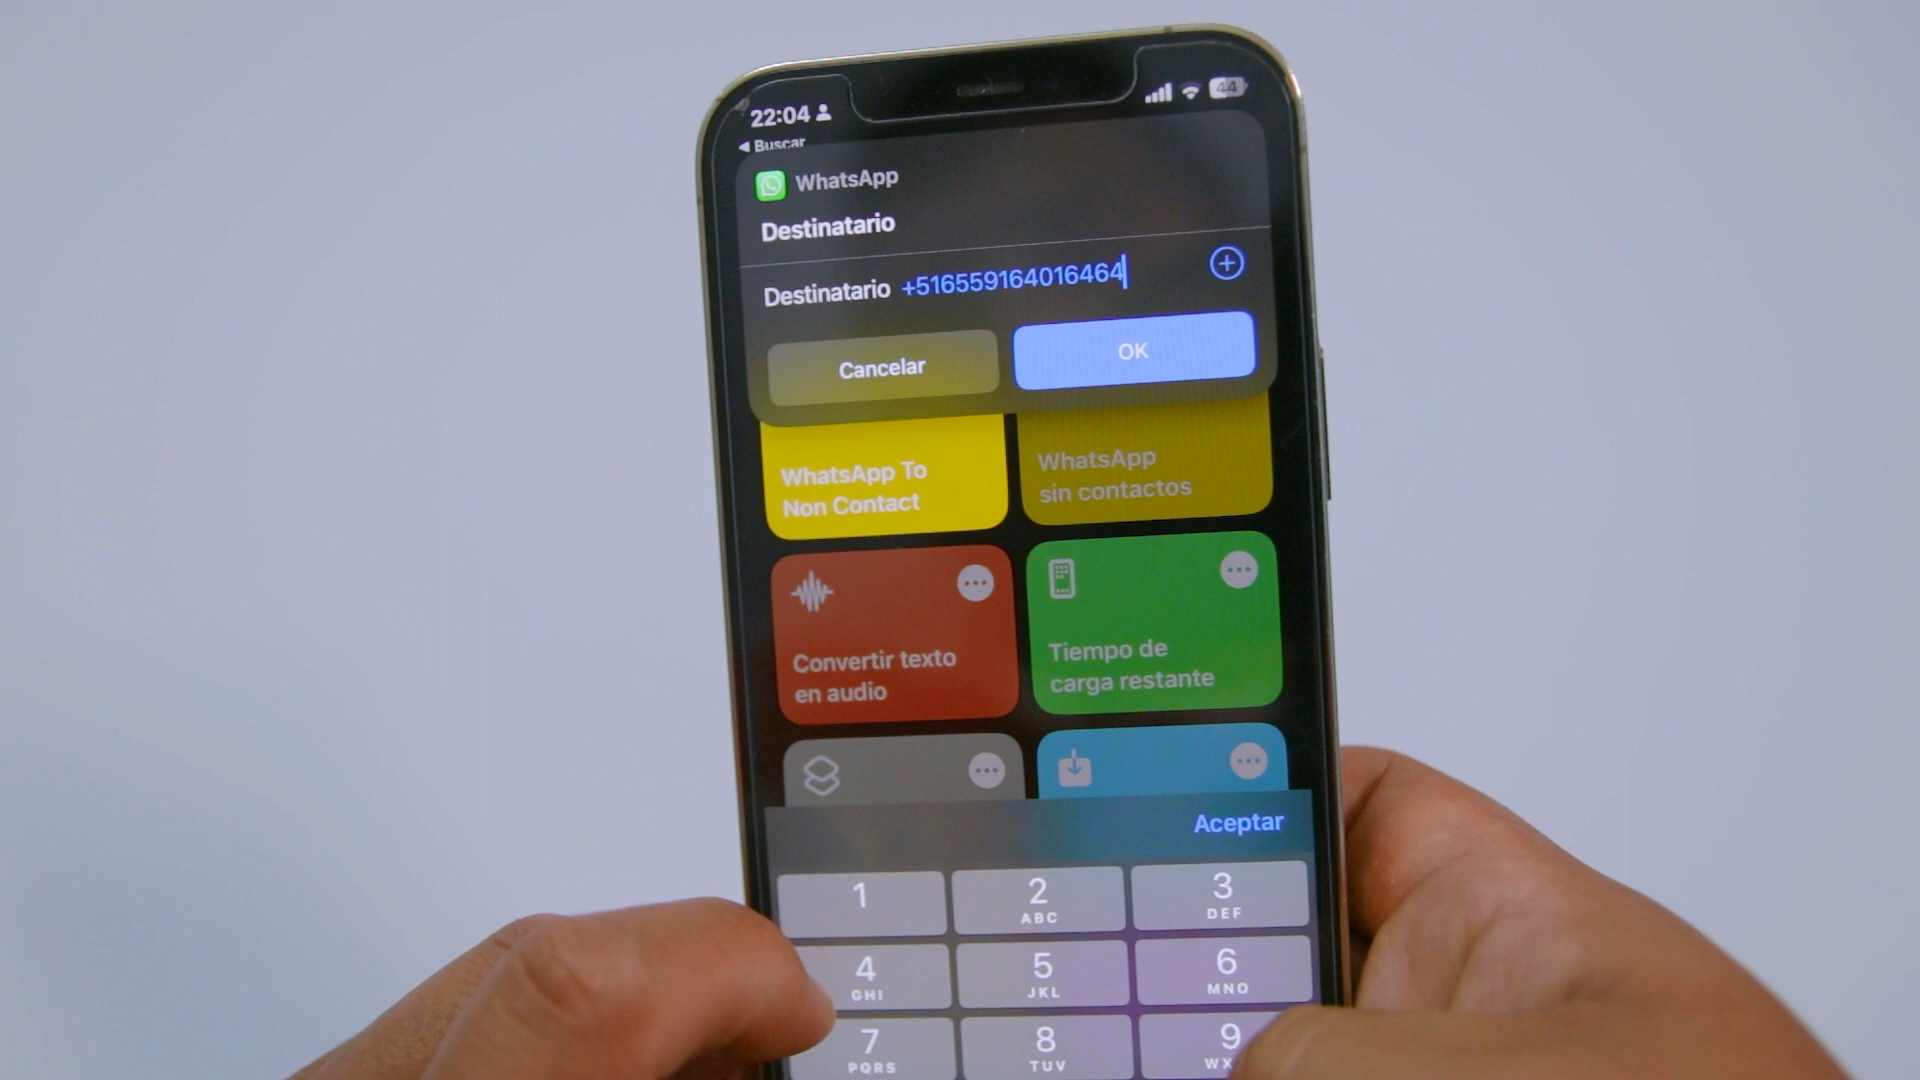 22:04
44
◀ Buscar
WhatsApp
Destinatario
Destinatario +516559164016464
Cancelar
OK
WhatsApp To
Non Contact
WhatsApp
sin contactos
Convertir texto
en audio
Tiempo de
carga restante
Aceptar
1
2
ABC
3
DEF
4
GHI
5
JKL
6
MNO
7
PQRS
8
TUV
9
WX